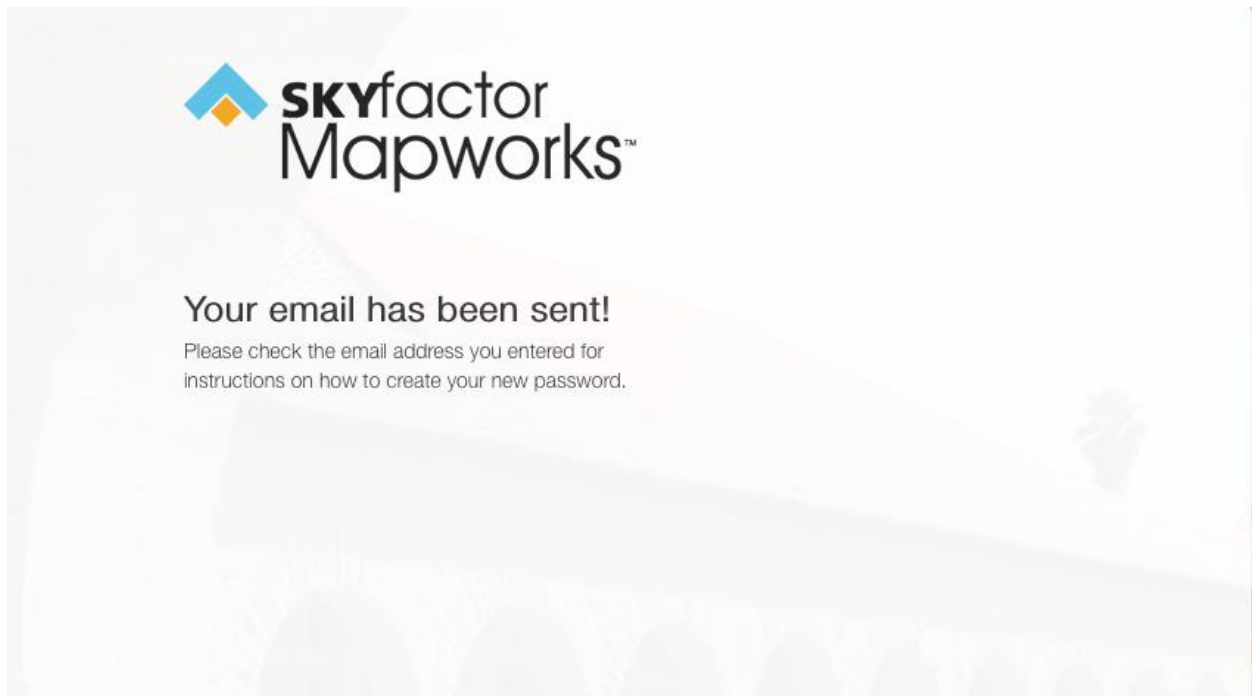 SKYfactor
Mapworks™
Your email has been sent!
Please check the email address you entered for
instructions on how to create your new password.